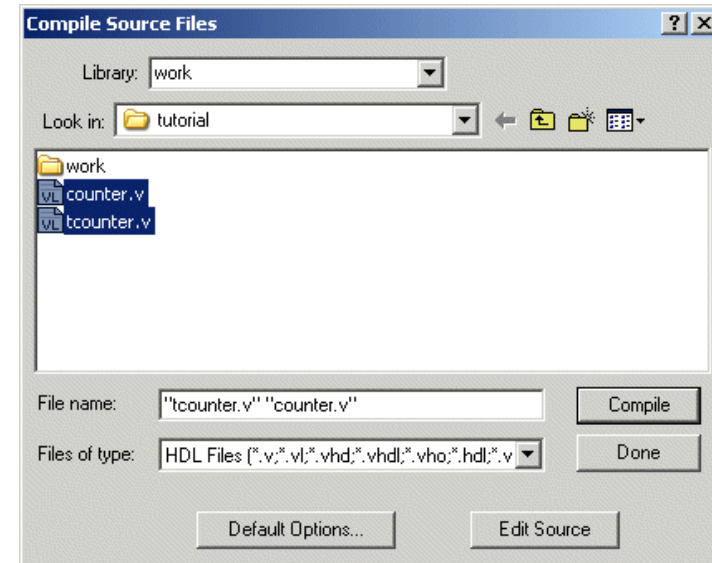 Compile Source Files
Library: work
Look in: tutorial
work
counter.v
tcounter.v
File name: "tcounter.v" "counter.v"
Compile
Files of type: HDL Files (*.v;*.vl;*.vhd;*.vhdl;*.vho;*.hdl;*.v
Done
Default Options...
Edit Source